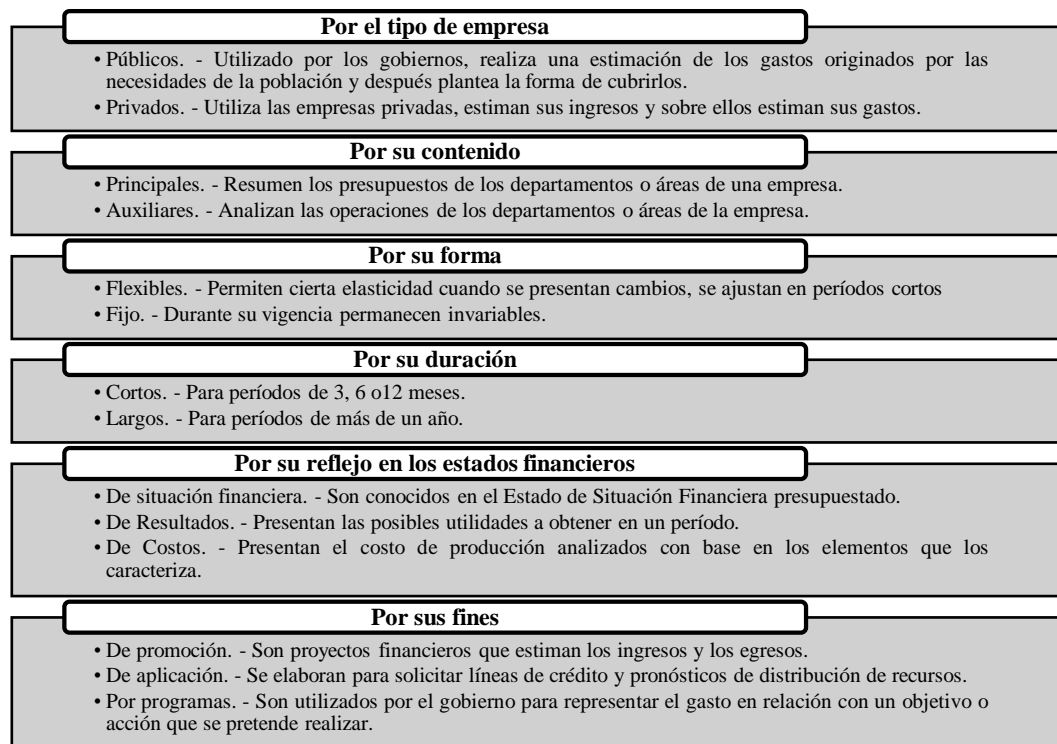 Por el tipo de empresa
• Públicos. - Utilizado por los gobiernos, realiza una estimación de los gastos originados por las
necesidades de la población y después plantea la forma de cubrirlos.
• Privados. - Utiliza las empresas privadas, estiman sus ingresos y sobre ellos estiman sus gastos.
Por su contenido
• Principales. - Resumen los presupuestos de los departamentos o áreas de una empresa.
• Auxiliares. - Analizan las operaciones de los departamentos o áreas de la empresa.
Por su forma
• Flexibles. - Permiten cierta elasticidad cuando se presentan cambios, se ajustan en períodos cortos
• Fijo. - Durante su vigencia permanecen invariables.
Por su duración
• Cortos. - Para períodos de 3, 6 o12 meses.
• Largos. - Para períodos de más de un año.
Por su reflejo en los estados financieros
• De situación financiera. - Son conocidos en el Estado de Situación Financiera presupuestado.
• De Resultados. - Presentan las posibles utilidades a obtener en un período.
• De Costos. - Presentan el costo de producción analizados con base en los elementos que los
caracteriza.
Por sus fines
• De promoción. - Son proyectos financieros que estiman los ingresos y los egresos.
• De aplicación. - Se elaboran para solicitar líneas de crédito y pronósticos de distribución de recursos.
• Por programas. - Son utilizados por el gobierno para representar el gasto en relación con un objetivo o
acción que se pretende realizar.